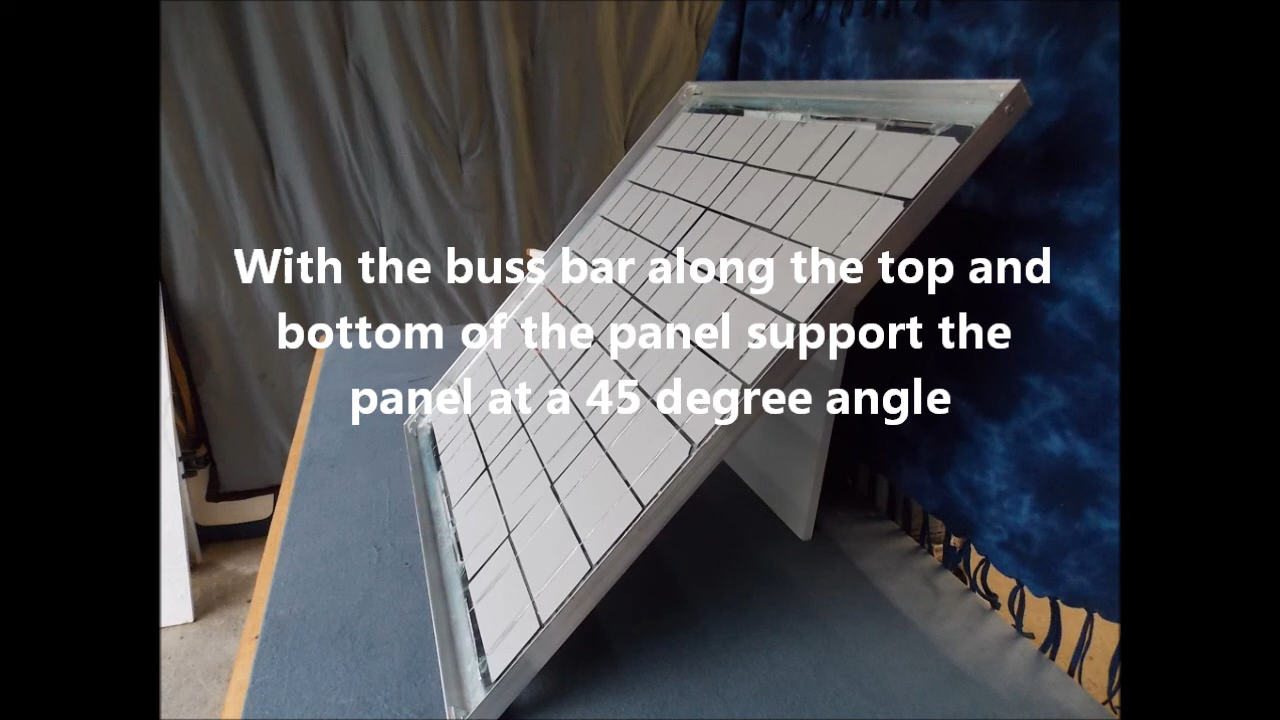 With the buss bar along the top and
bottom of the panel support the
panel at a 45 degree angle